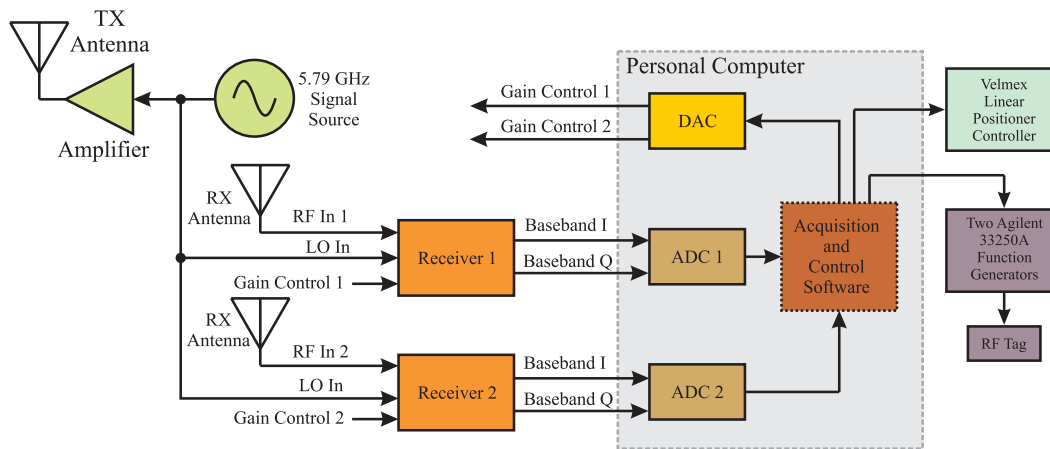 TX
Antenna
5.79 GHz
Signal
Source
Amplifier
Personal Computer
Gain Control 1
Gain Control 2
DAC
Velmex
Linear
Positioner
Controller
RX
Antenna
RF In 1
LO In
Gain Control 1
Receiver 1
Baseband I
Baseband Q
ADC 1
Acquisition
and
Control
Software
Two Agilent
33250A
Function
Generators
RF Tag
RX
Antenna
RF In 2
LO In
Gain Control 2
Receiver 2
Baseband I
Baseband Q
ADC 2